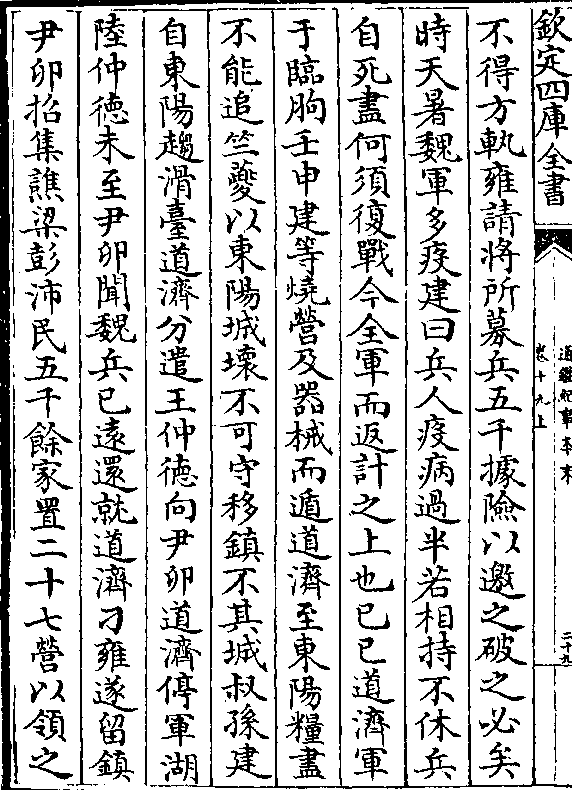 欽定四庫全書
通鑑紀事本末
卷十九上
二十九
不得方軌雍請將所募兵五千據險以邀之破之必矣
時天暑魏軍多疫建曰兵人疫病過半若相持不休兵
自死盡何須復戰今全軍而返計之上也已巳道濟軍
于臨朐壬申建等燒營及器械而遁道濟至東陽糧盡
不能追竺夔以東陽城壞不可守移鎮不其城叔孫建
自東陽趨滑臺道濟分遣王仲德向尹卯道濟停軍湖
陸仲德未至尹卯聞魏兵已遠還就道濟刁雍遂留鎮
尹卯招集譙梁彭沛民五千餘家置二十七營以領之